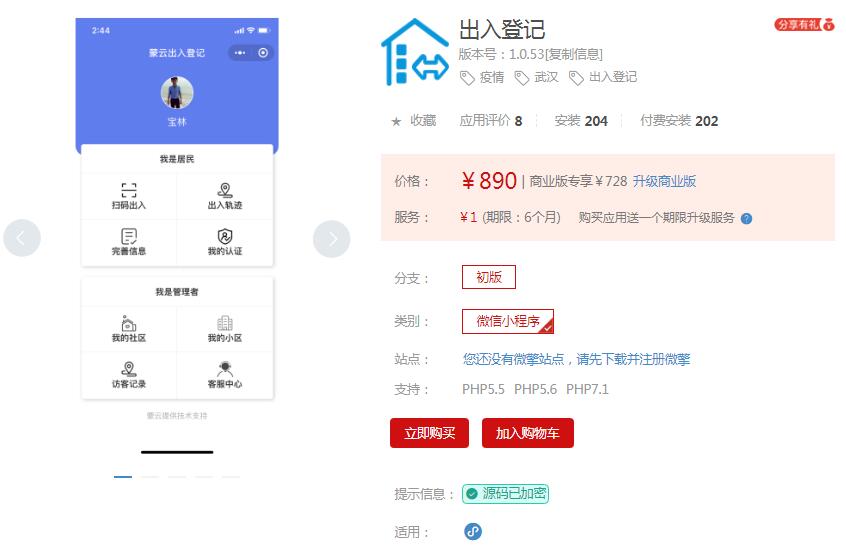 2:44
蒙云出入登记
宝林
我是居民
扫码出入
出入轨迹
完善信息
我的认证
我是管理者
我的社区
我的小区
访客记录
客服中心
蒙云提供技术支持
出入登记
分享有礼
版本号：1.0.53[复制信息]
疫情 武汉 出入登记
★ 收藏 应用评价 8 安装 204 付费安装 202
价格： ¥890 | 商业版专享¥728 升级商业版
服务： ¥1 (期限：6个月) 购买应用送一个期限升级服务 ?
分支： 初版
类别： 微信小程序
站点： 您还没有微擎站点，请先下载并注册微擎
支持： PHP5.5 PHP5.6 PHP7.1
立即购买 加入购物车
提示信息： 源码已加密
适用：